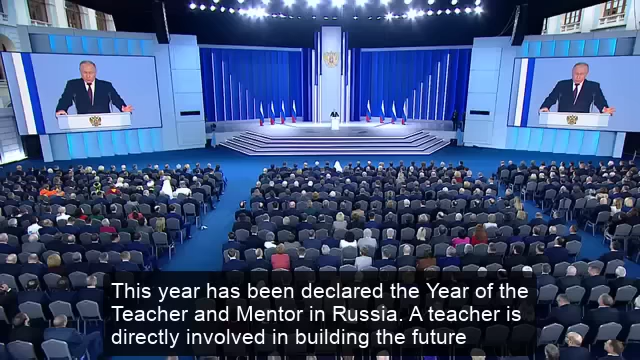 This year has been declared the Year of the
Teacher and Mentor in Russia. A teacher is
directly involved in building the future